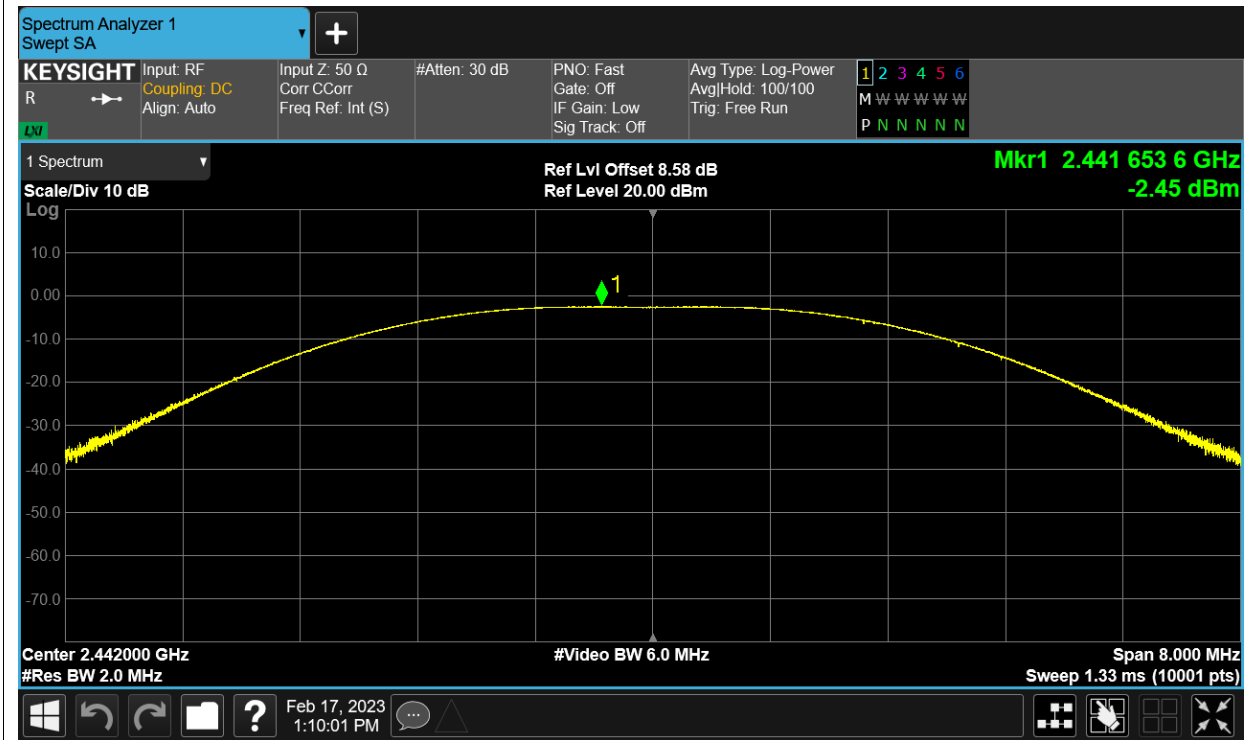 Spectrum Analyzer 1
Swept SA
KEYSIGHT
R
LXI
Input: RF
Coupling: DC
Align: Auto
Input Z: 50 Ω
Corr CCorr
Freq Ref: Int (S)
#Atten: 30 dB
PNO: Fast
Gate: Off
IF Gain: Low
Sig Track: Off
Avg Type: Log-Power
Avg|Hold: 100/100
Trig: Free Run
1 2 3 4 5 6
M W W W W W
P N N N N N
1 Spectrum
Scale/Div 10 dB
Log
Ref Lvl Offset 8.58 dB
Ref Level 20.00 dBm
Mkr1 2.441 653 6 GHz
-2.45 dBm
10.0
0.00
-10.0
-20.0
-30.0
-40.0
-50.0
-60.0
-70.0
1
Center 2.442000 GHz
#Res BW 2.0 MHz
#Video BW 6.0 MHz
Span 8.000 MHz
Sweep 1.33 ms (10001 pts)
?
Feb 17, 2023
1:10:01 PM